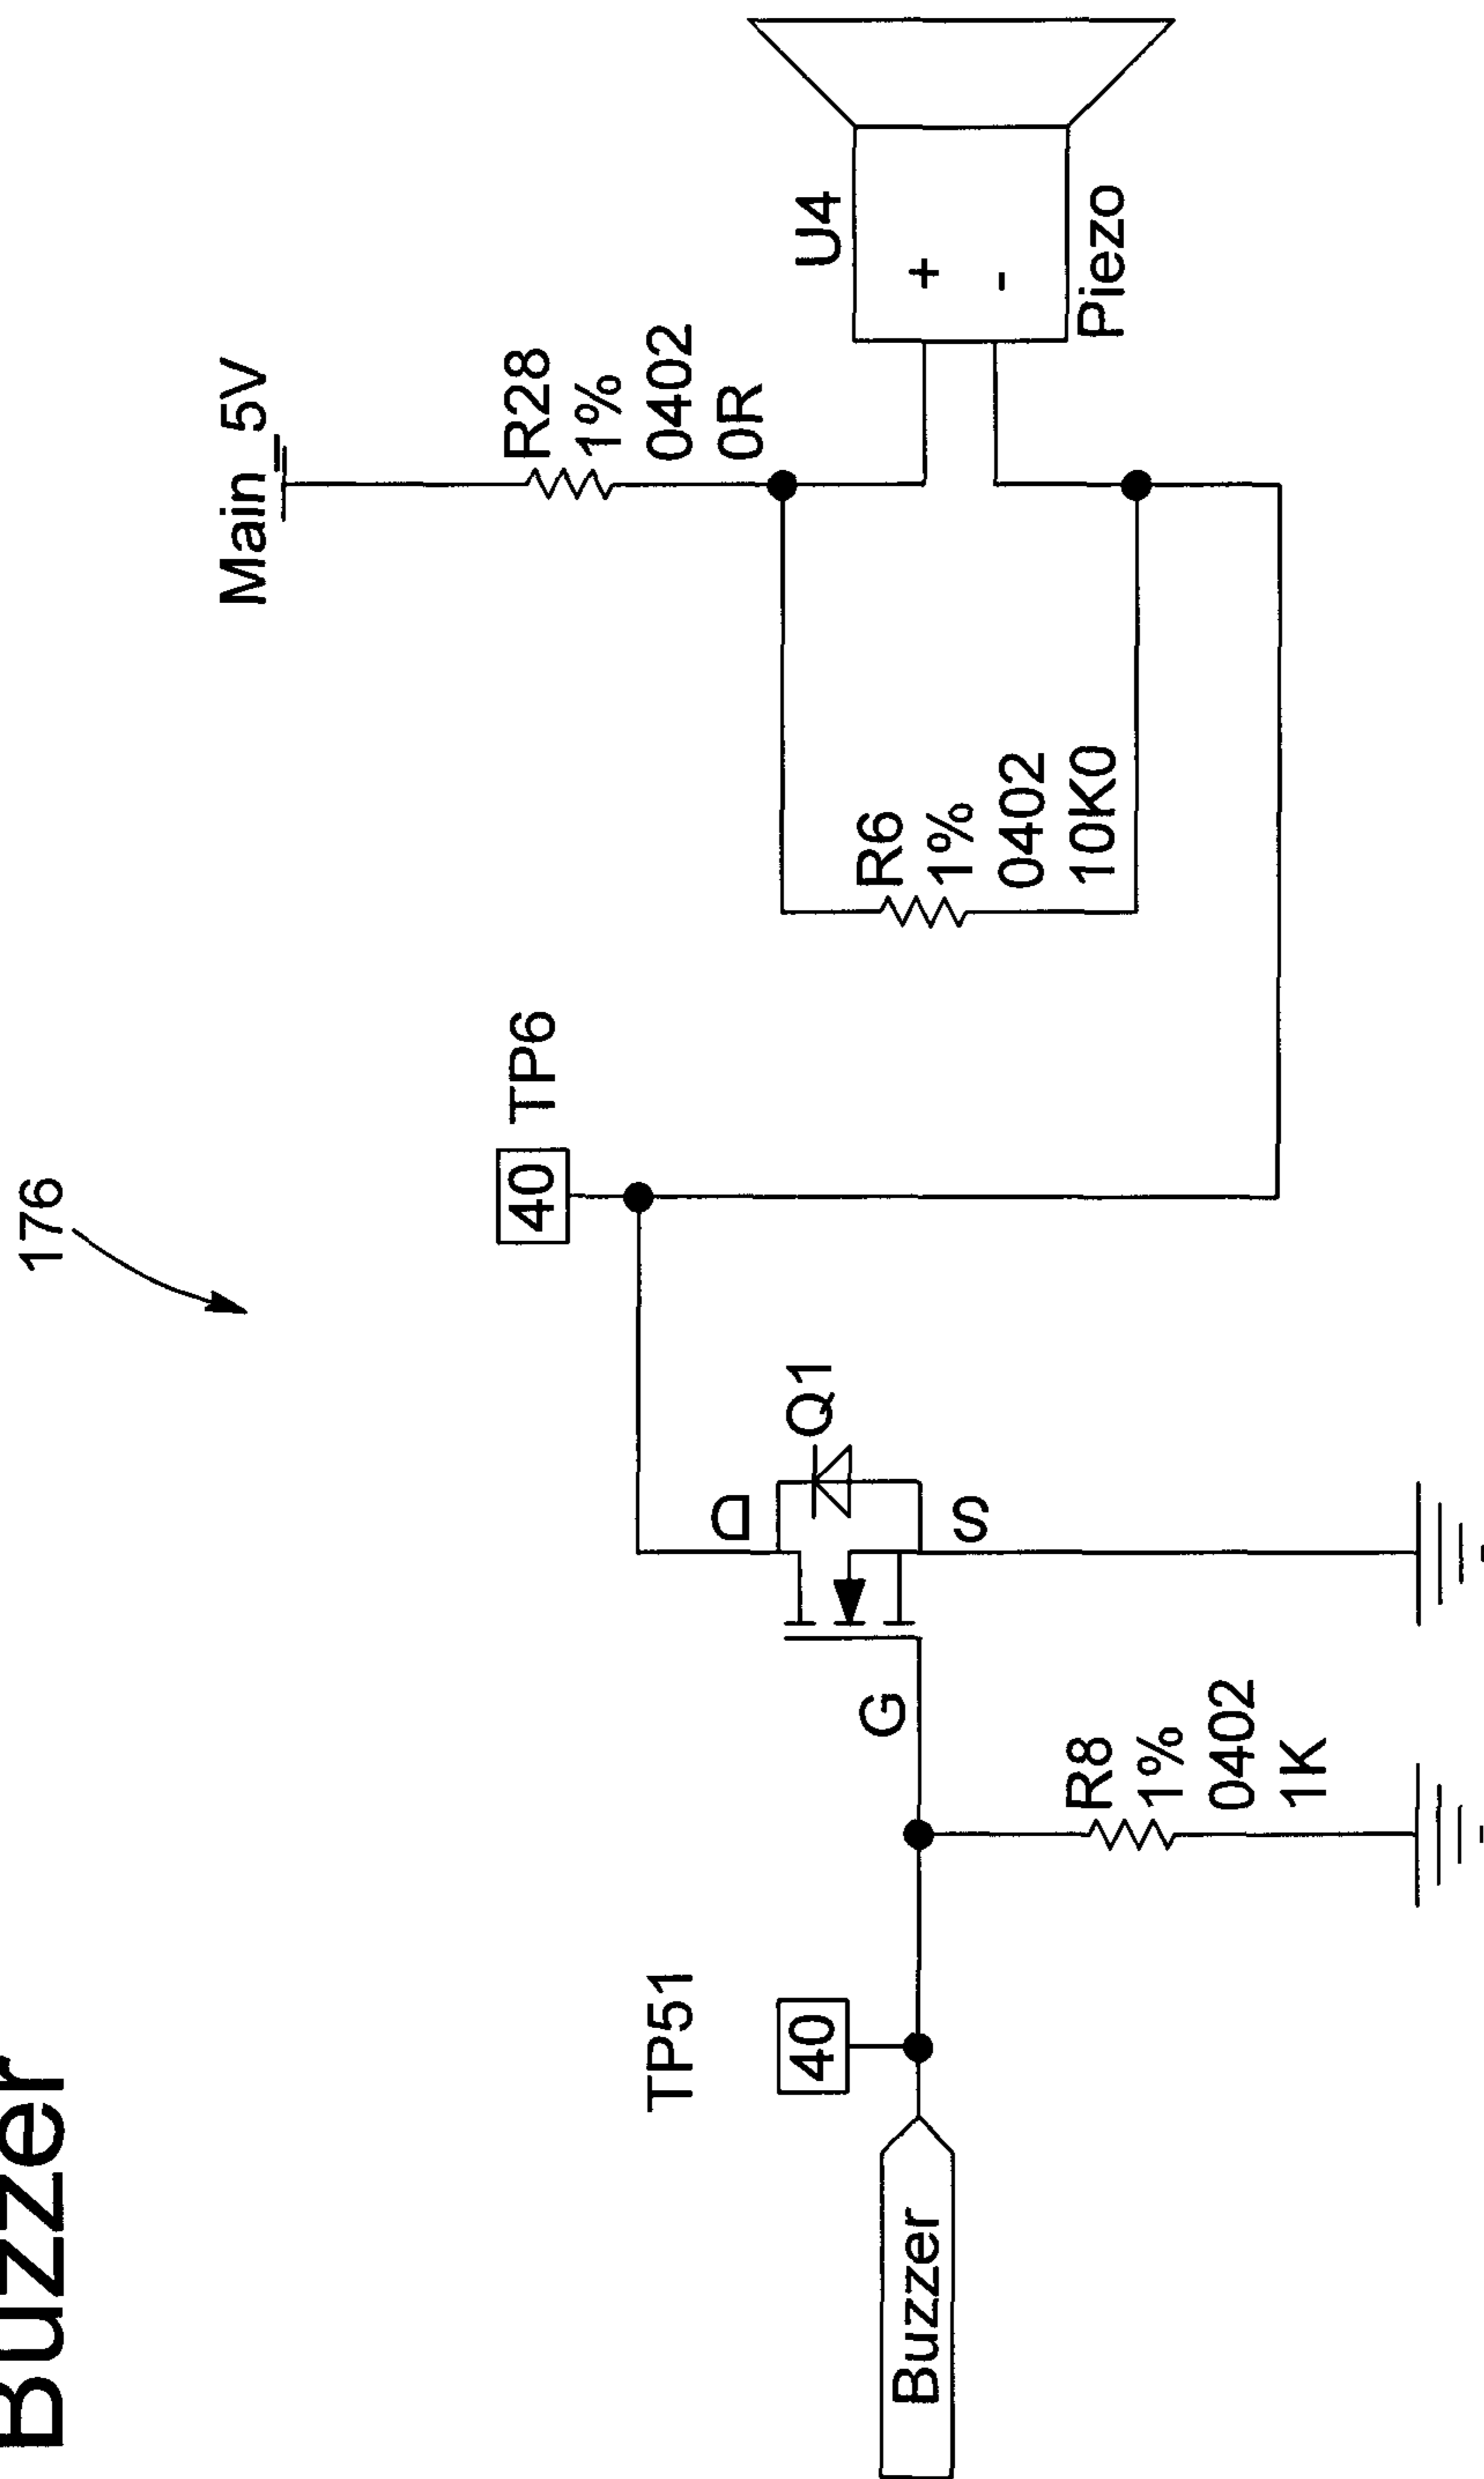 Buzzer
176
Main_5V
R28
1%
0402
0R
U4
+
-
Piezo
R6
1%
0402
10K0
40
TP6
Q1
D
S
G
R8
1%
0402
1K
TP51
40
Buzzer